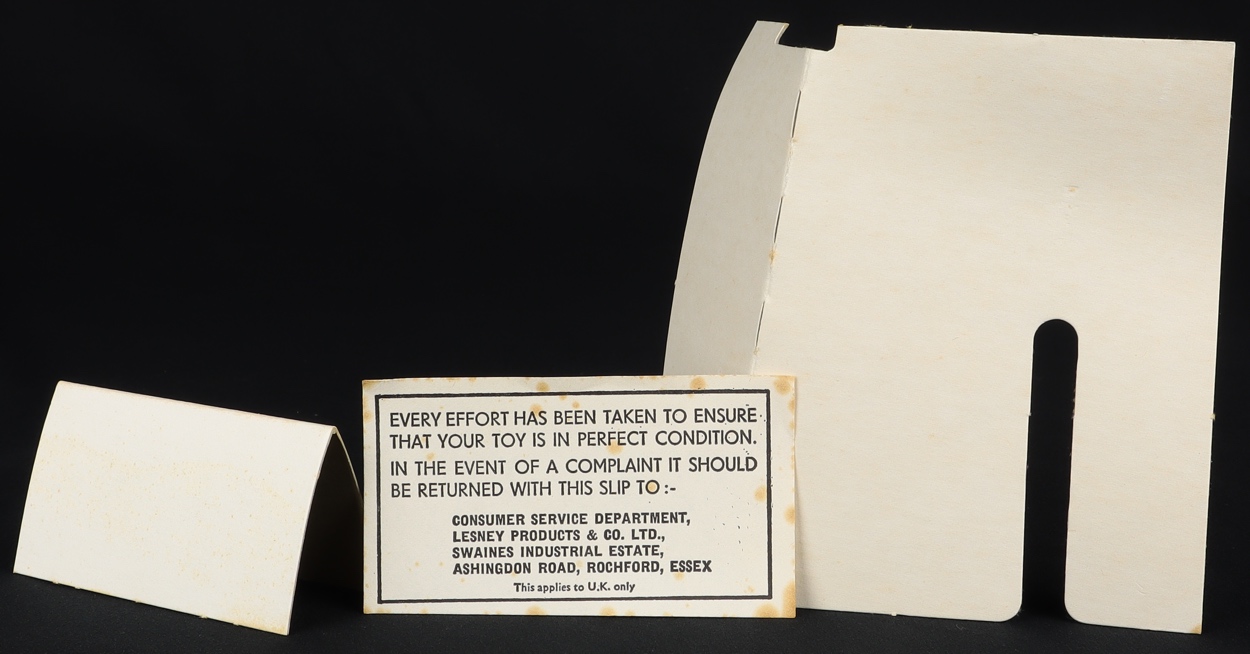 EVERY EFFORT HAS BEEN TAKEN TO ENSURE
THAT YOUR TOY IS IN PERFECT CONDITION.
IN THE EVENT OF A COMPLAINT IT SHOULD
BE RETURNED WITH THIS SLIP TO :-
CONSUMER SERVICE DEPARTMENT,
LESNEY PRODUCTS & CO. LTD.,
SWAINES INDUSTRIAL ESTATE,
ASHINGDON ROAD, ROCHFORD, ESSEX
This applies to U.K. only